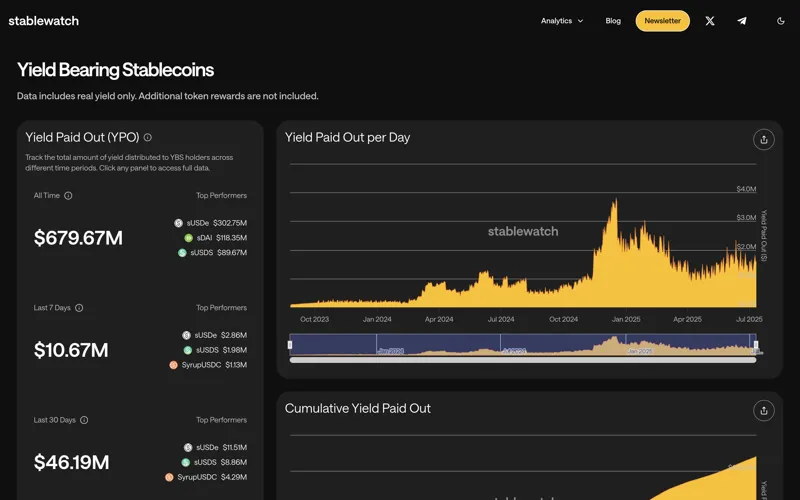 stablewatch
Analytics
Blog
Newsletter
Yield Bearing Stablecoins
Data includes real yield only. Additional token rewards are not included.
Yield Paid Out (YPO)
Track the total amount of yield distributed to YBS holders across
different time periods. Click any panel to access full data.
All Time
Top Performers
$679.67M
sUSDe $302.75M
sDAI $118.35M
sUSDS $89.67M
Last 7 Days
Top Performers
$10.67M
sUSDe $2.86M
sUSDS $1.98M
SyrupUSDC $1.13M
Last 30 Days
Top Performers
$46.19M
sUSDe $11.51M
sUSDS $8.86M
SyrupUSDC $4.29M
Yield Paid Out per Day
stablewatch
$4.0M
$3.0M
$2.0M
Yield Paid Out ($)
Oct 2023 Jan 2024 Apr 2024 Jul 2024 Oct 2024 Jan 2025 Apr 2025 Jul 2025
Jan 2024 Jul 2024 Jan 2025
Cumulative Yield Paid Out